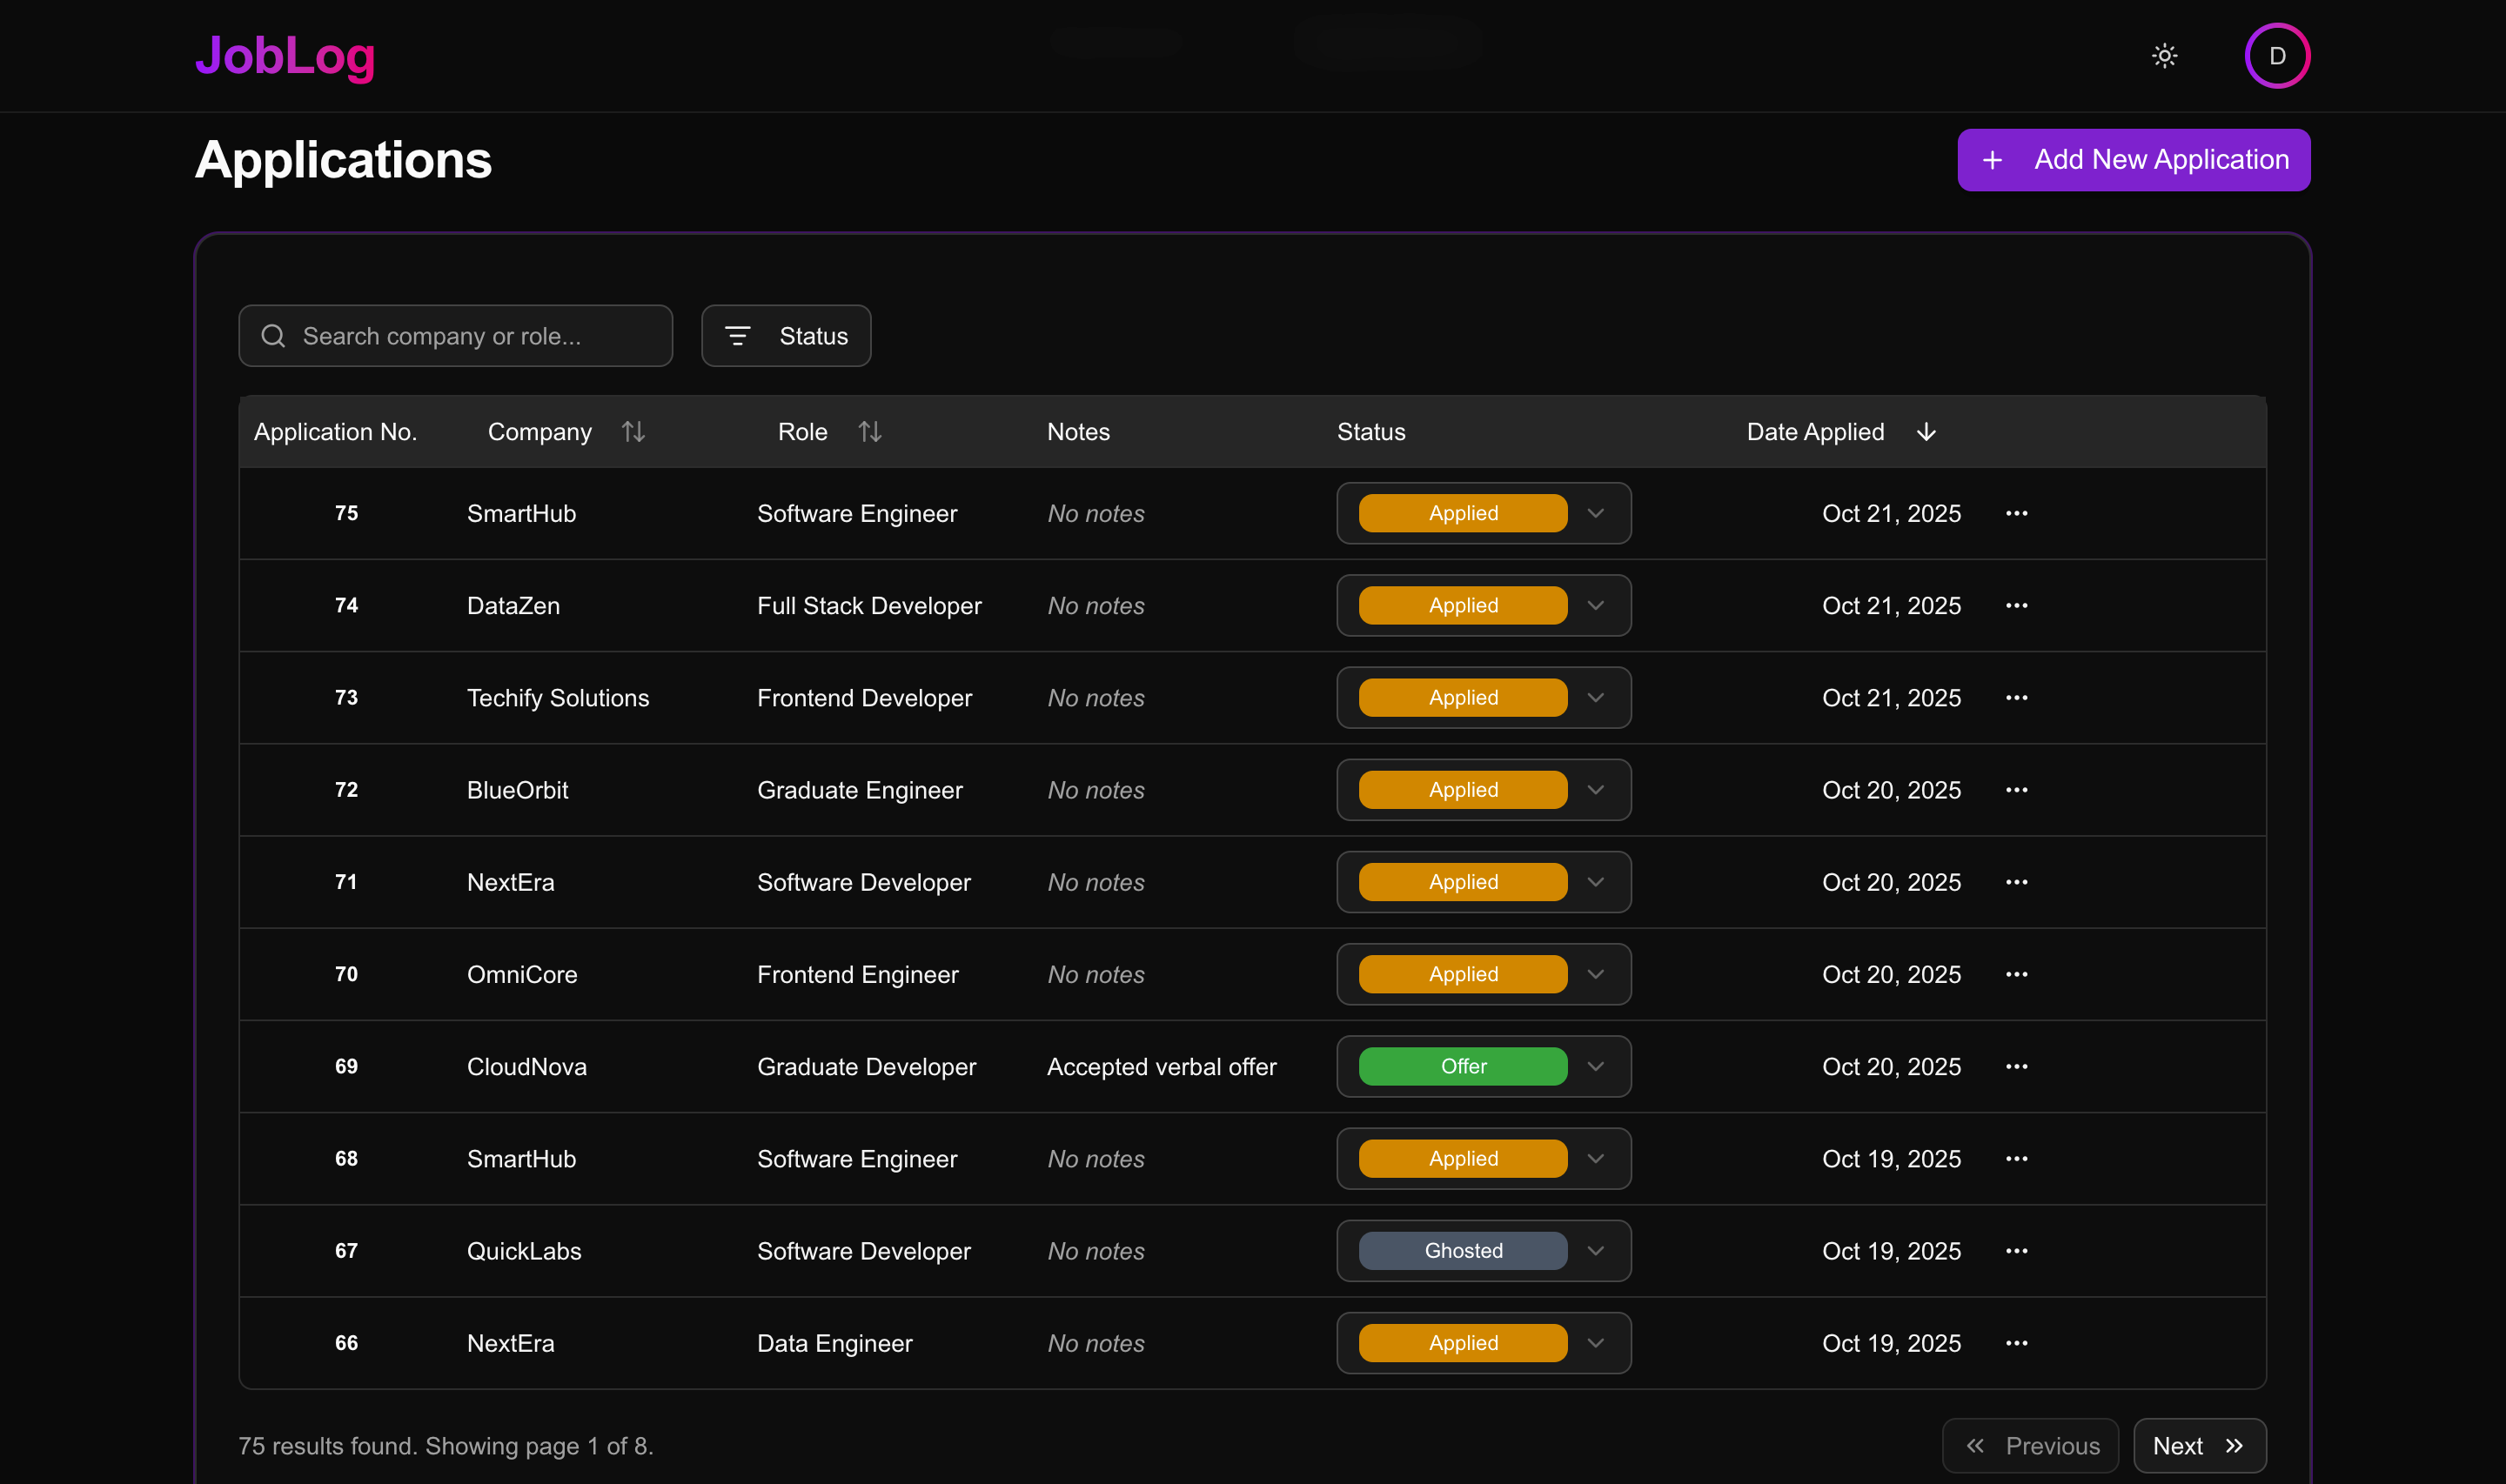 JobLog
D
Applications
+ Add New Application
Search company or role...
Status
Application No. Company Role Notes Status Date Applied
75 SmartHub Software Engineer No notes Applied Oct 21, 2025 ...
74 DataZen Full Stack Developer No notes Applied Oct 21, 2025 ...
73 Techify Solutions Frontend Developer No notes Applied Oct 21, 2025 ...
72 BlueOrbit Graduate Engineer No notes Applied Oct 20, 2025 ...
71 NextEra Software Developer No notes Applied Oct 20, 2025 ...
70 OmniCore Frontend Engineer No notes Applied Oct 20, 2025 ...
69 CloudNova Graduate Developer Accepted verbal offer Offer Oct 20, 2025 ...
68 SmartHub Software Engineer No notes Applied Oct 19, 2025 ...
67 QuickLabs Software Developer No notes Ghosted Oct 19, 2025 ...
66 NextEra Data Engineer No notes Applied Oct 19, 2025 ...
75 results found. Showing page 1 of 8.
« Previous
Next »